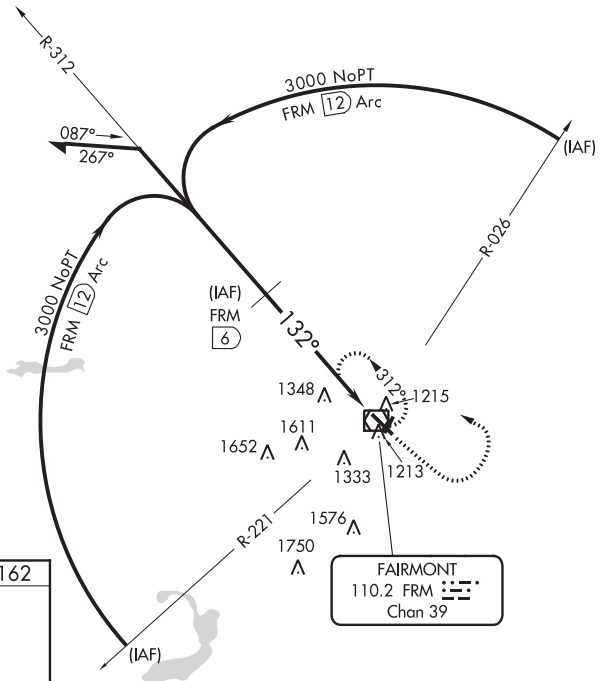 R-312
3000 NoPT
FRM 12 Arc
(IAF)
087°
267°
R-026
3000 NoPT
FRM 12 Arc
(IAF)
FRM
6
132°
312°
1348
1215
1611
1652
1333
1213
R-221
1576
1750
162
FAIRMONT
110.2 FRM
Chan 39
(IAF)